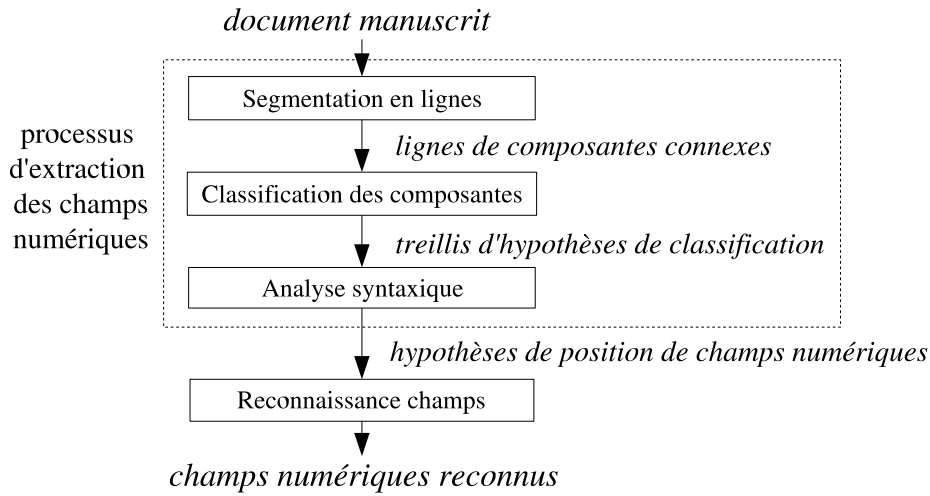 document manuscrit
Segmentation en lignes
processus
d'extraction
des champs
numériques
lignes de composantes connexes
Classification des composantes
treillis d'hypothèses de classification
Analyse syntaxique
hypothèses de position de champs numériques
Reconnaissance champs
champs numériques reconnus